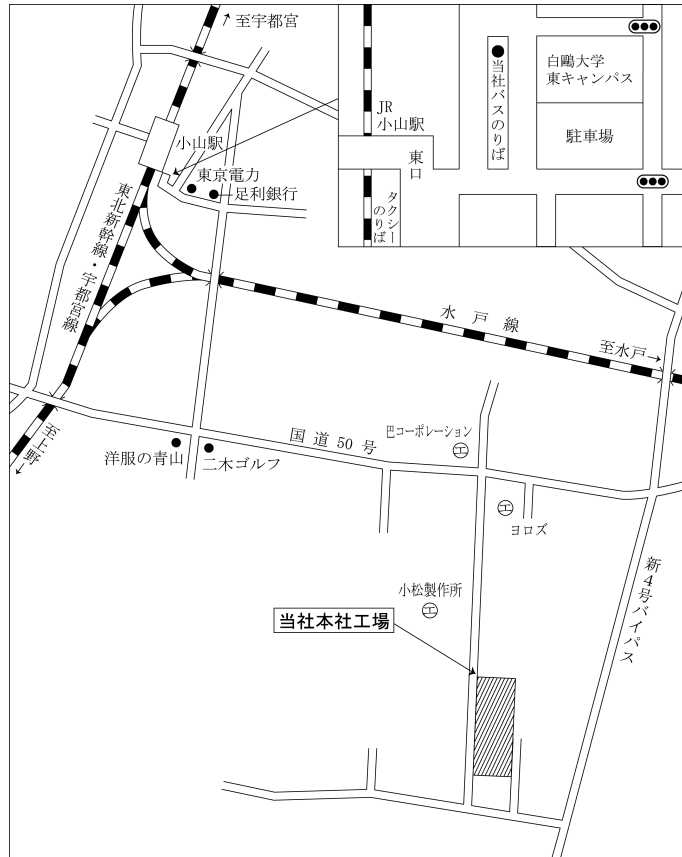 至宇都宮
白鷗大学
東キャンパス
当社バスのりば
JR
小山駅
東口
駐車場
タクシー
のりば
小山駅
東京電力
足利銀行
東北新幹線・宇都宮線
水戸線
至水戸
至上野
国道50号
巴コーポレーション
工
洋服の青山
二木ゴルフ
工
ヨロズ
小松製作所
工
新4号バイパス
当社本社工場